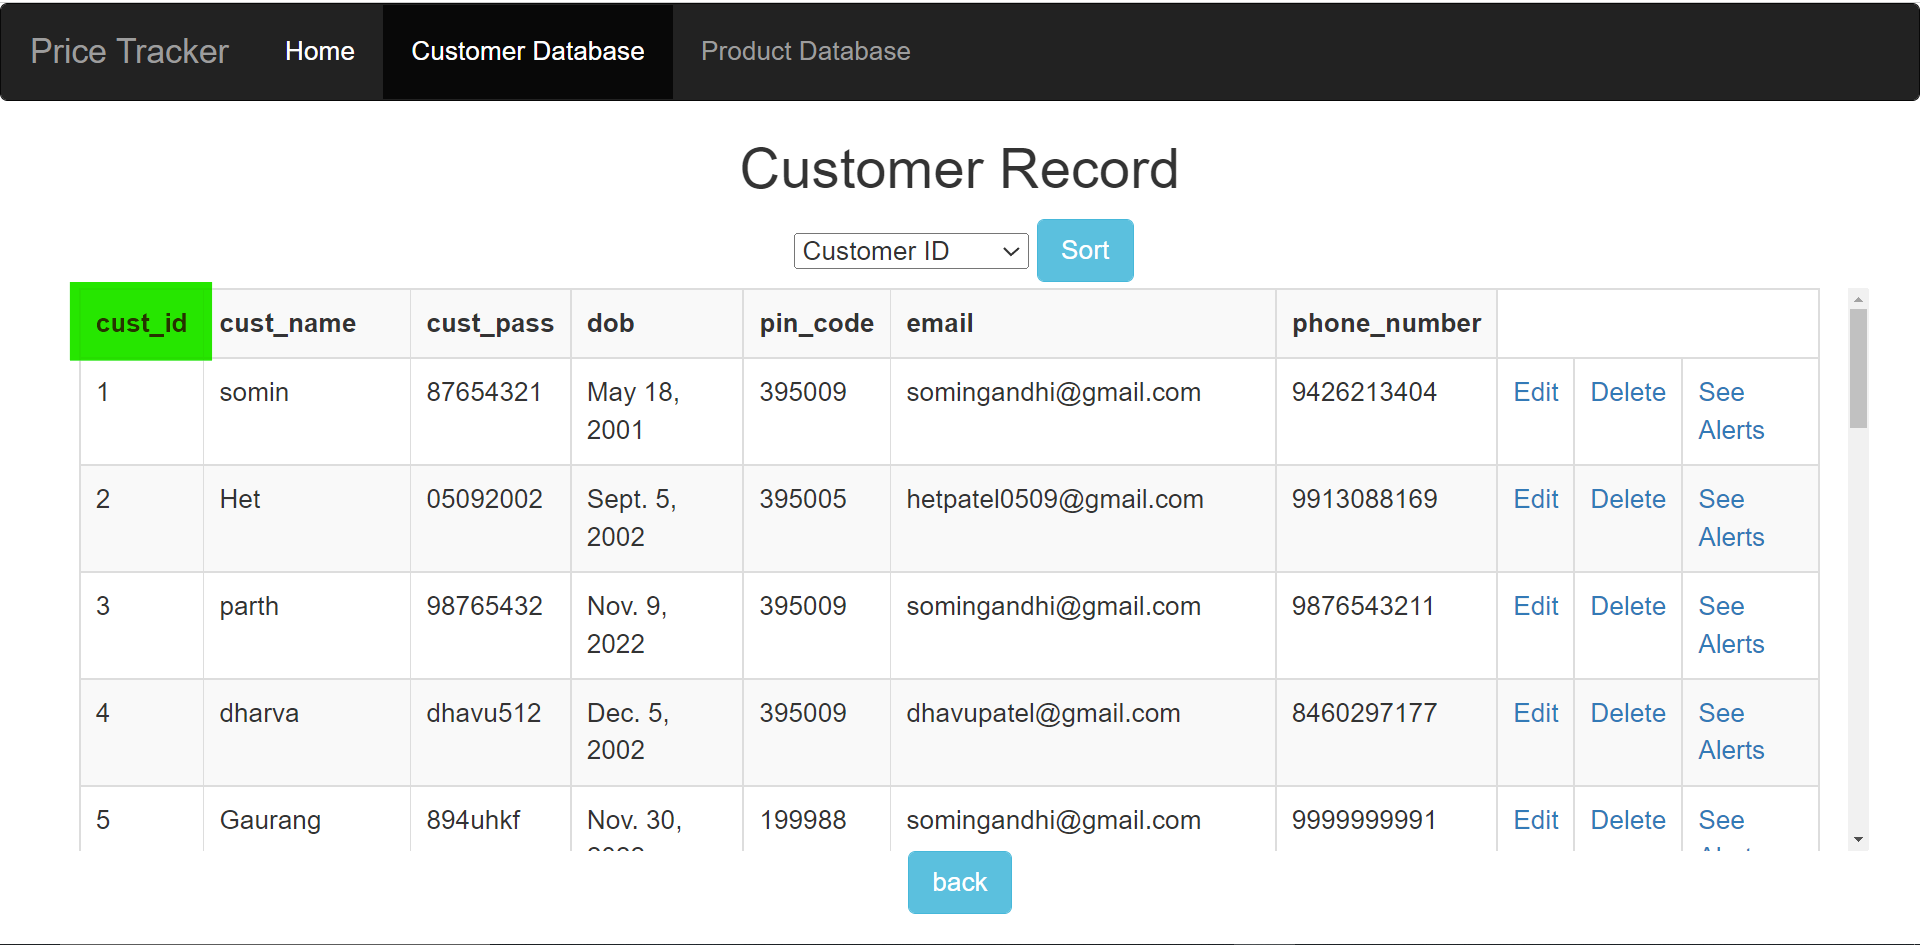 Price Tracker Home Customer Database Product Database
Customer Record
Customer ID Sort
cust_id cust_name cust_pass dob pin_code email phone_number
1 somin 87654321 May 18, 395009 somingandhi@gmail.com 9426213404 Edit Delete See
2001 Alerts
2 Het 05092002 Sept. 5, 395005 hetpatel0509@gmail.com 9913088169 Edit Delete See
2002 Alerts
3 parth 98765432 Nov. 9, 395009 somingandhi@gmail.com 9876543211 Edit Delete See
2022 Alerts
4 dharva dhavu512 Dec. 5, 395009 dhavupatel@gmail.com 8460297177 Edit Delete See
2002 Alerts
5 Gaurang 894uhkf Nov. 30, 199988 somingandhi@gmail.com 9999999991 Edit Delete See
back